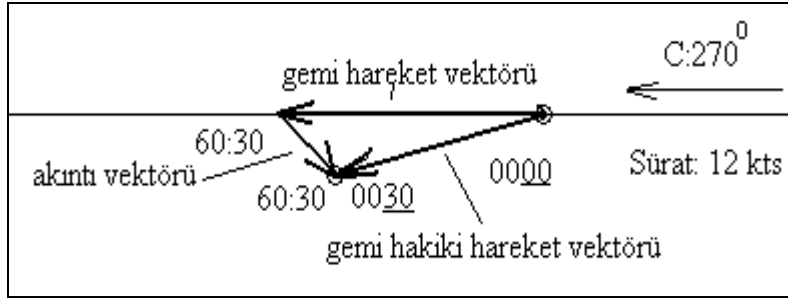 C:270⁰
gemi hareket vektörü
60:30
akıntı vektörü
0000
Sürat: 12 kts
60:30 0030
gemi hakiki hareket vektörü